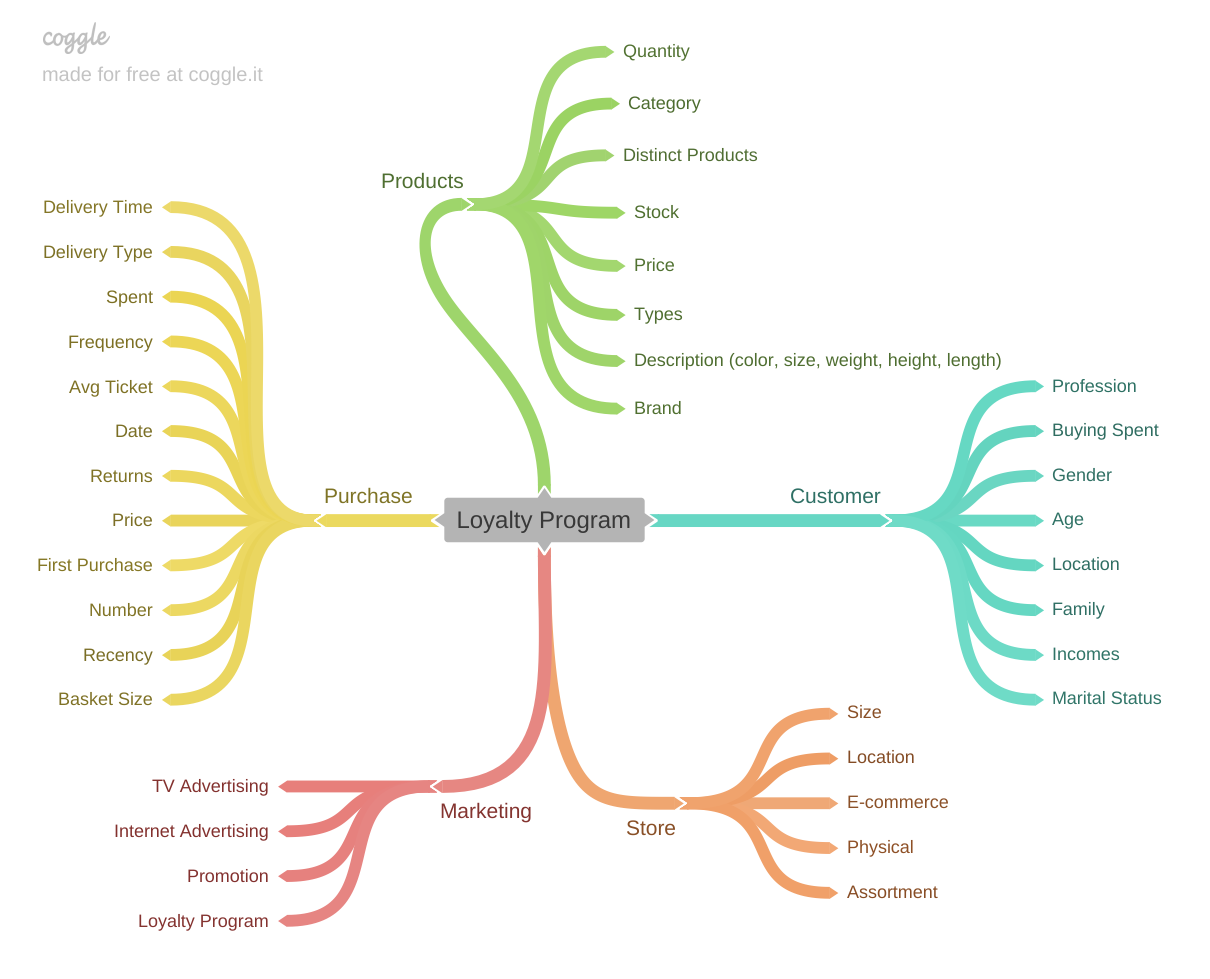 coggle
made for free at coggle.it
Products
Quantity
Category
Distinct Products
Stock
Price
Types
Description (color, size, weight, height, length)
Brand
Purchase
Delivery Time
Delivery Type
Spent
Frequency
Avg Ticket
Date
Returns
Price
First Purchase
Number
Recency
Basket Size
Loyalty Program
Customer
Profession
Buying Spent
Gender
Age
Location
Family
Incomes
Marital Status
Marketing
TV Advertising
Internet Advertising
Promotion
Loyalty Program
Store
Size
Location
E-commerce
Physical
Assortment